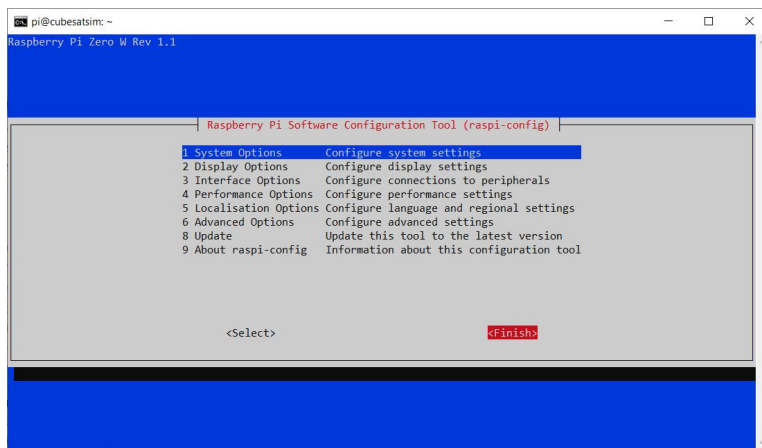 pi@cubesatsim: ~
Raspberry Pi Zero W Rev 1.1
Raspberry Pi Software Configuration Tool (raspi-config)
1 System Options Configure system settings
2 Display Options Configure display settings
3 Interface Options Configure connections to peripherals
4 Performance Options Configure performance settings
5 Localisation Options Configure language and regional settings
6 Advanced Options Configure advanced settings
8 Update Update this tool to the latest version
9 About raspi-config Information about this configuration tool
<Select> <Finish>